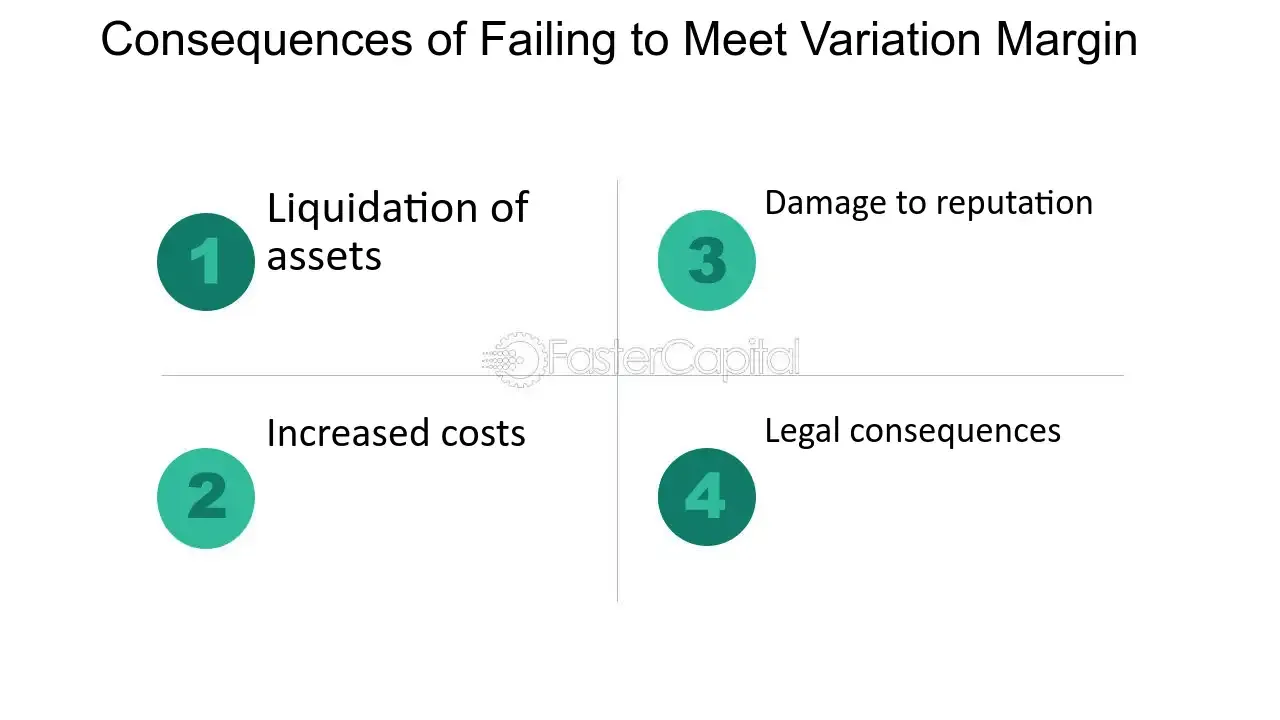 Consequences of Failing to Meet Variation Margin
1
Liquidation of
assets
2
Increased costs
3
Damage to reputation
4
Legal consequences
FasterCapital